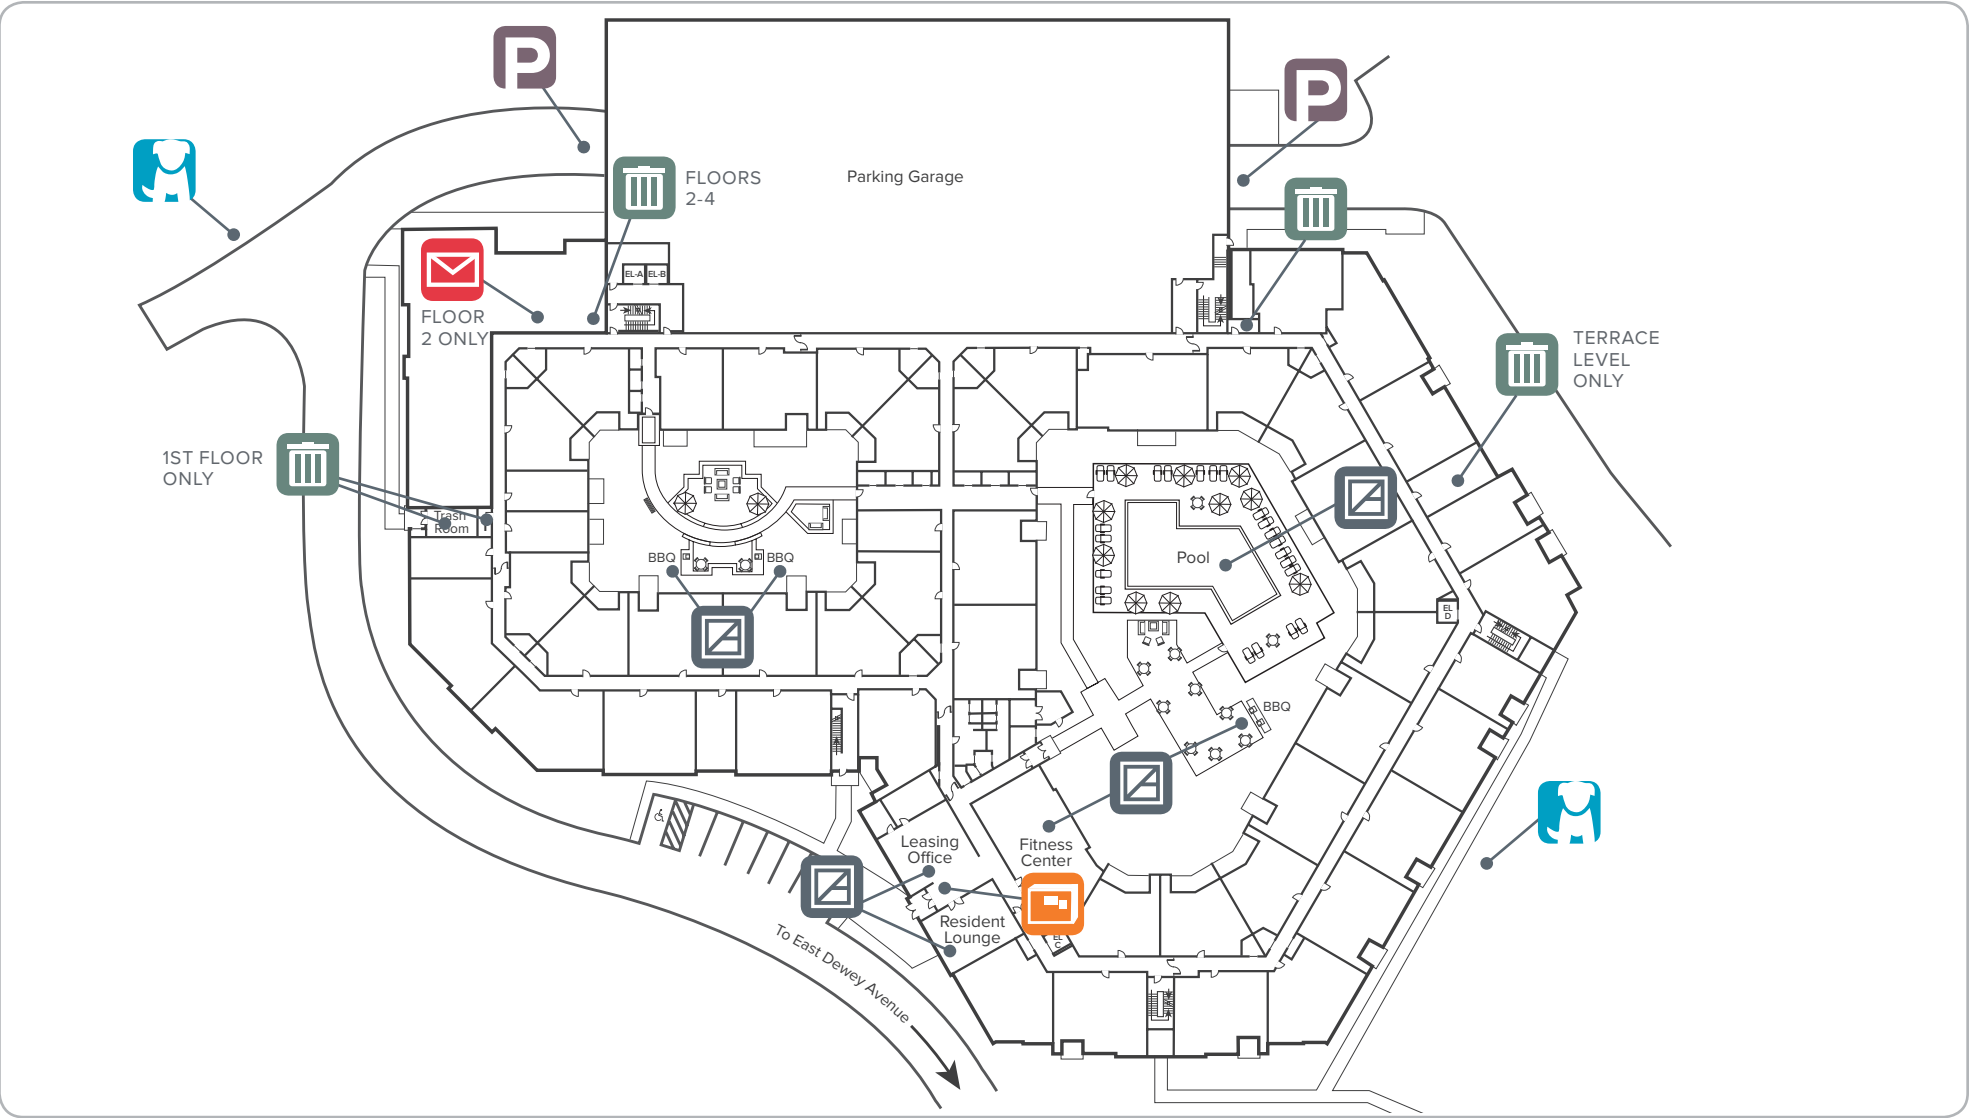 P
P
Parking Garage
FLOORS
2-4
EL-A
EL-B
FLOOR
2 ONLY
TERRACE
LEVEL
ONLY
1ST FLOOR
ONLY
Trash
Room
BBQ
BBQ
Pool
EL
D
BBQ
Leasing
Office
Fitness
Center
Resident
Lounge
EL
C
To East Dewey Avenue